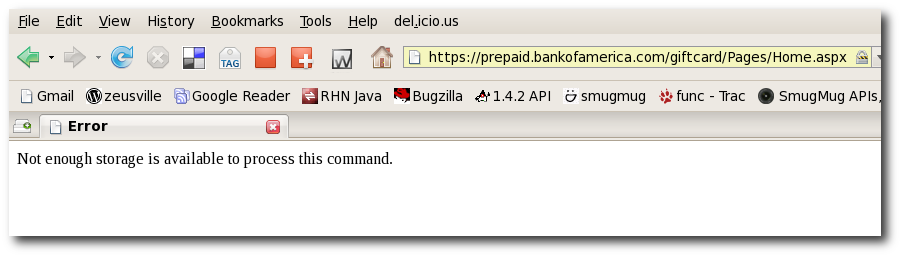 File Edit View History Bookmarks Tools Help del.icio.us
TAG W https://prepaid.bankofamerica.com/giftcard/Pages/Home.aspx
Gmail zeusville Google Reader RHN Java Bugzilla 1.4.2 API smugmug func - Trac SmugMug APIs,
Error
Not enough storage is available to process this command.